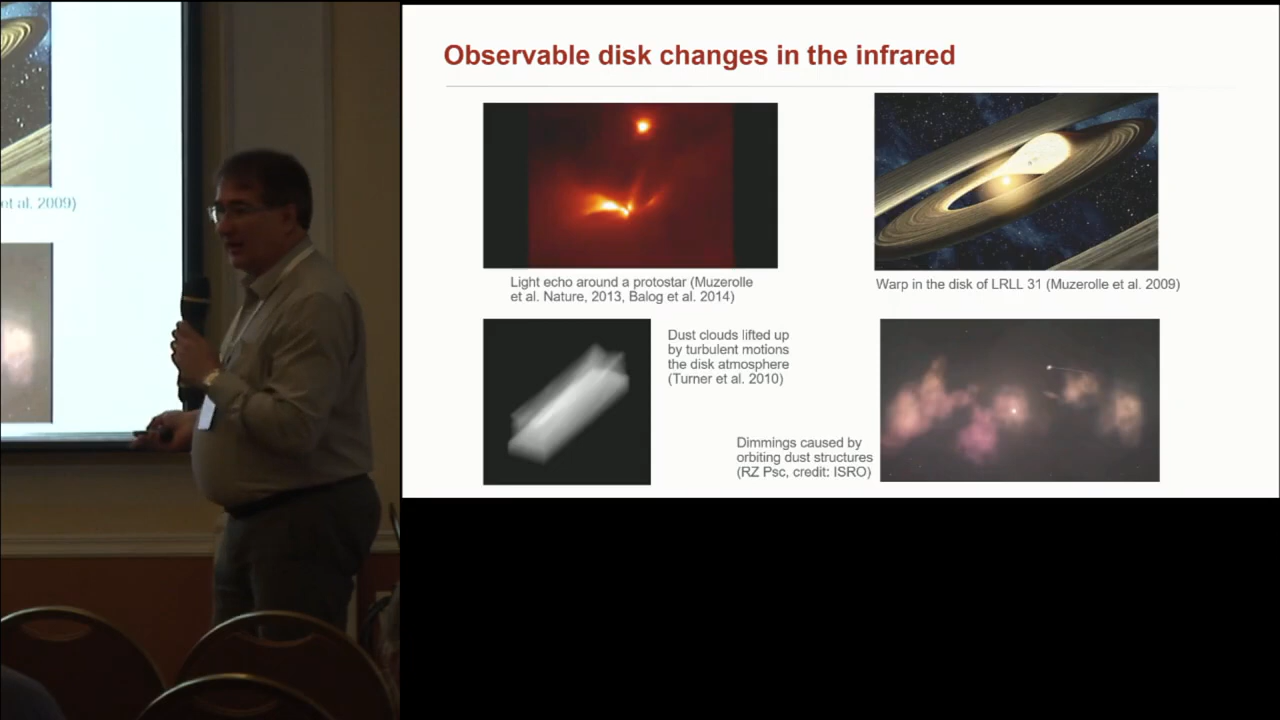 et al. 2009)
Observable disk changes in the infrared
Light echo around a protostar (Muzerolle
et al. Nature, 2013, Balog et al. 2014)
Warp in the disk of LRLL 31 (Muzerolle et al. 2009)
Dust clouds lifted up
by turbulent motions
the disk atmosphere
(Turner et al. 2010)
Dimmings caused by
orbiting dust structures
(RZ Psc, credit: ISRO)